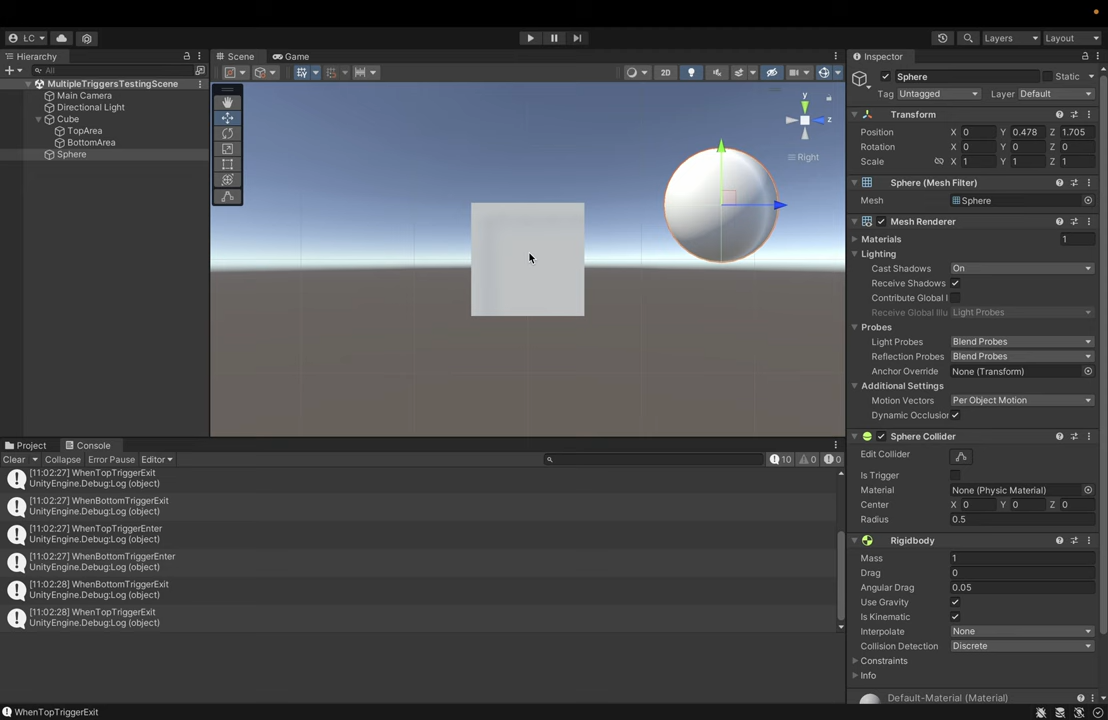 ŁC
Layers
Layout
Hierarchy
All
MultipleTriggersTestingScene
Main Camera
Directional Light
Cube
TopArea
BottomArea
Sphere
Scene
Game
2D
y
z
Right
Project
Console
Clear
Collapse
Error Pause
Editor
10
0
0
[11:02:27] WhenTopTriggerExit
UnityEngine.Debug:Log (object)
[11:02:27] WhenBottomTriggerExit
UnityEngine.Debug:Log (object)
[11:02:27] WhenTopTriggerEnter
UnityEngine.Debug:Log (object)
[11:02:27] WhenBottomTriggerEnter
UnityEngine.Debug:Log (object)
[11:02:28] WhenBottomTriggerExit
UnityEngine.Debug:Log (object)
[11:02:28] WhenTopTriggerExit
UnityEngine.Debug:Log (object)
WhenTopTriggerExit
Inspector
Sphere
Static
Tag Untagged Layer Default
Transform
Position X 0 Y 0.478 Z 1.705
Rotation X 0 Y 0 Z 0
Scale X 1 Y 1 Z 1
Sphere (Mesh Filter)
Mesh Sphere
Mesh Renderer
Materials 1
Lighting
Cast Shadows On
Receive Shadows
Contribute Global I
Receive Global Illu Light Probes
Probes
Light Probes Blend Probes
Reflection Probes Blend Probes
Anchor Override None (Transform)
Additional Settings
Motion Vectors Per Object Motion
Dynamic Occlusion
Sphere Collider
Edit Collider
Is Trigger
Material None (Physic Material)
Center X 0 Y 0 Z 0
Radius 0.5
Rigidbody
Mass 1
Drag 0
Angular Drag 0.05
Use Gravity
Is Kinematic
Interpolate None
Collision Detection Discrete
Constraints
Info
Default-Material (Material)